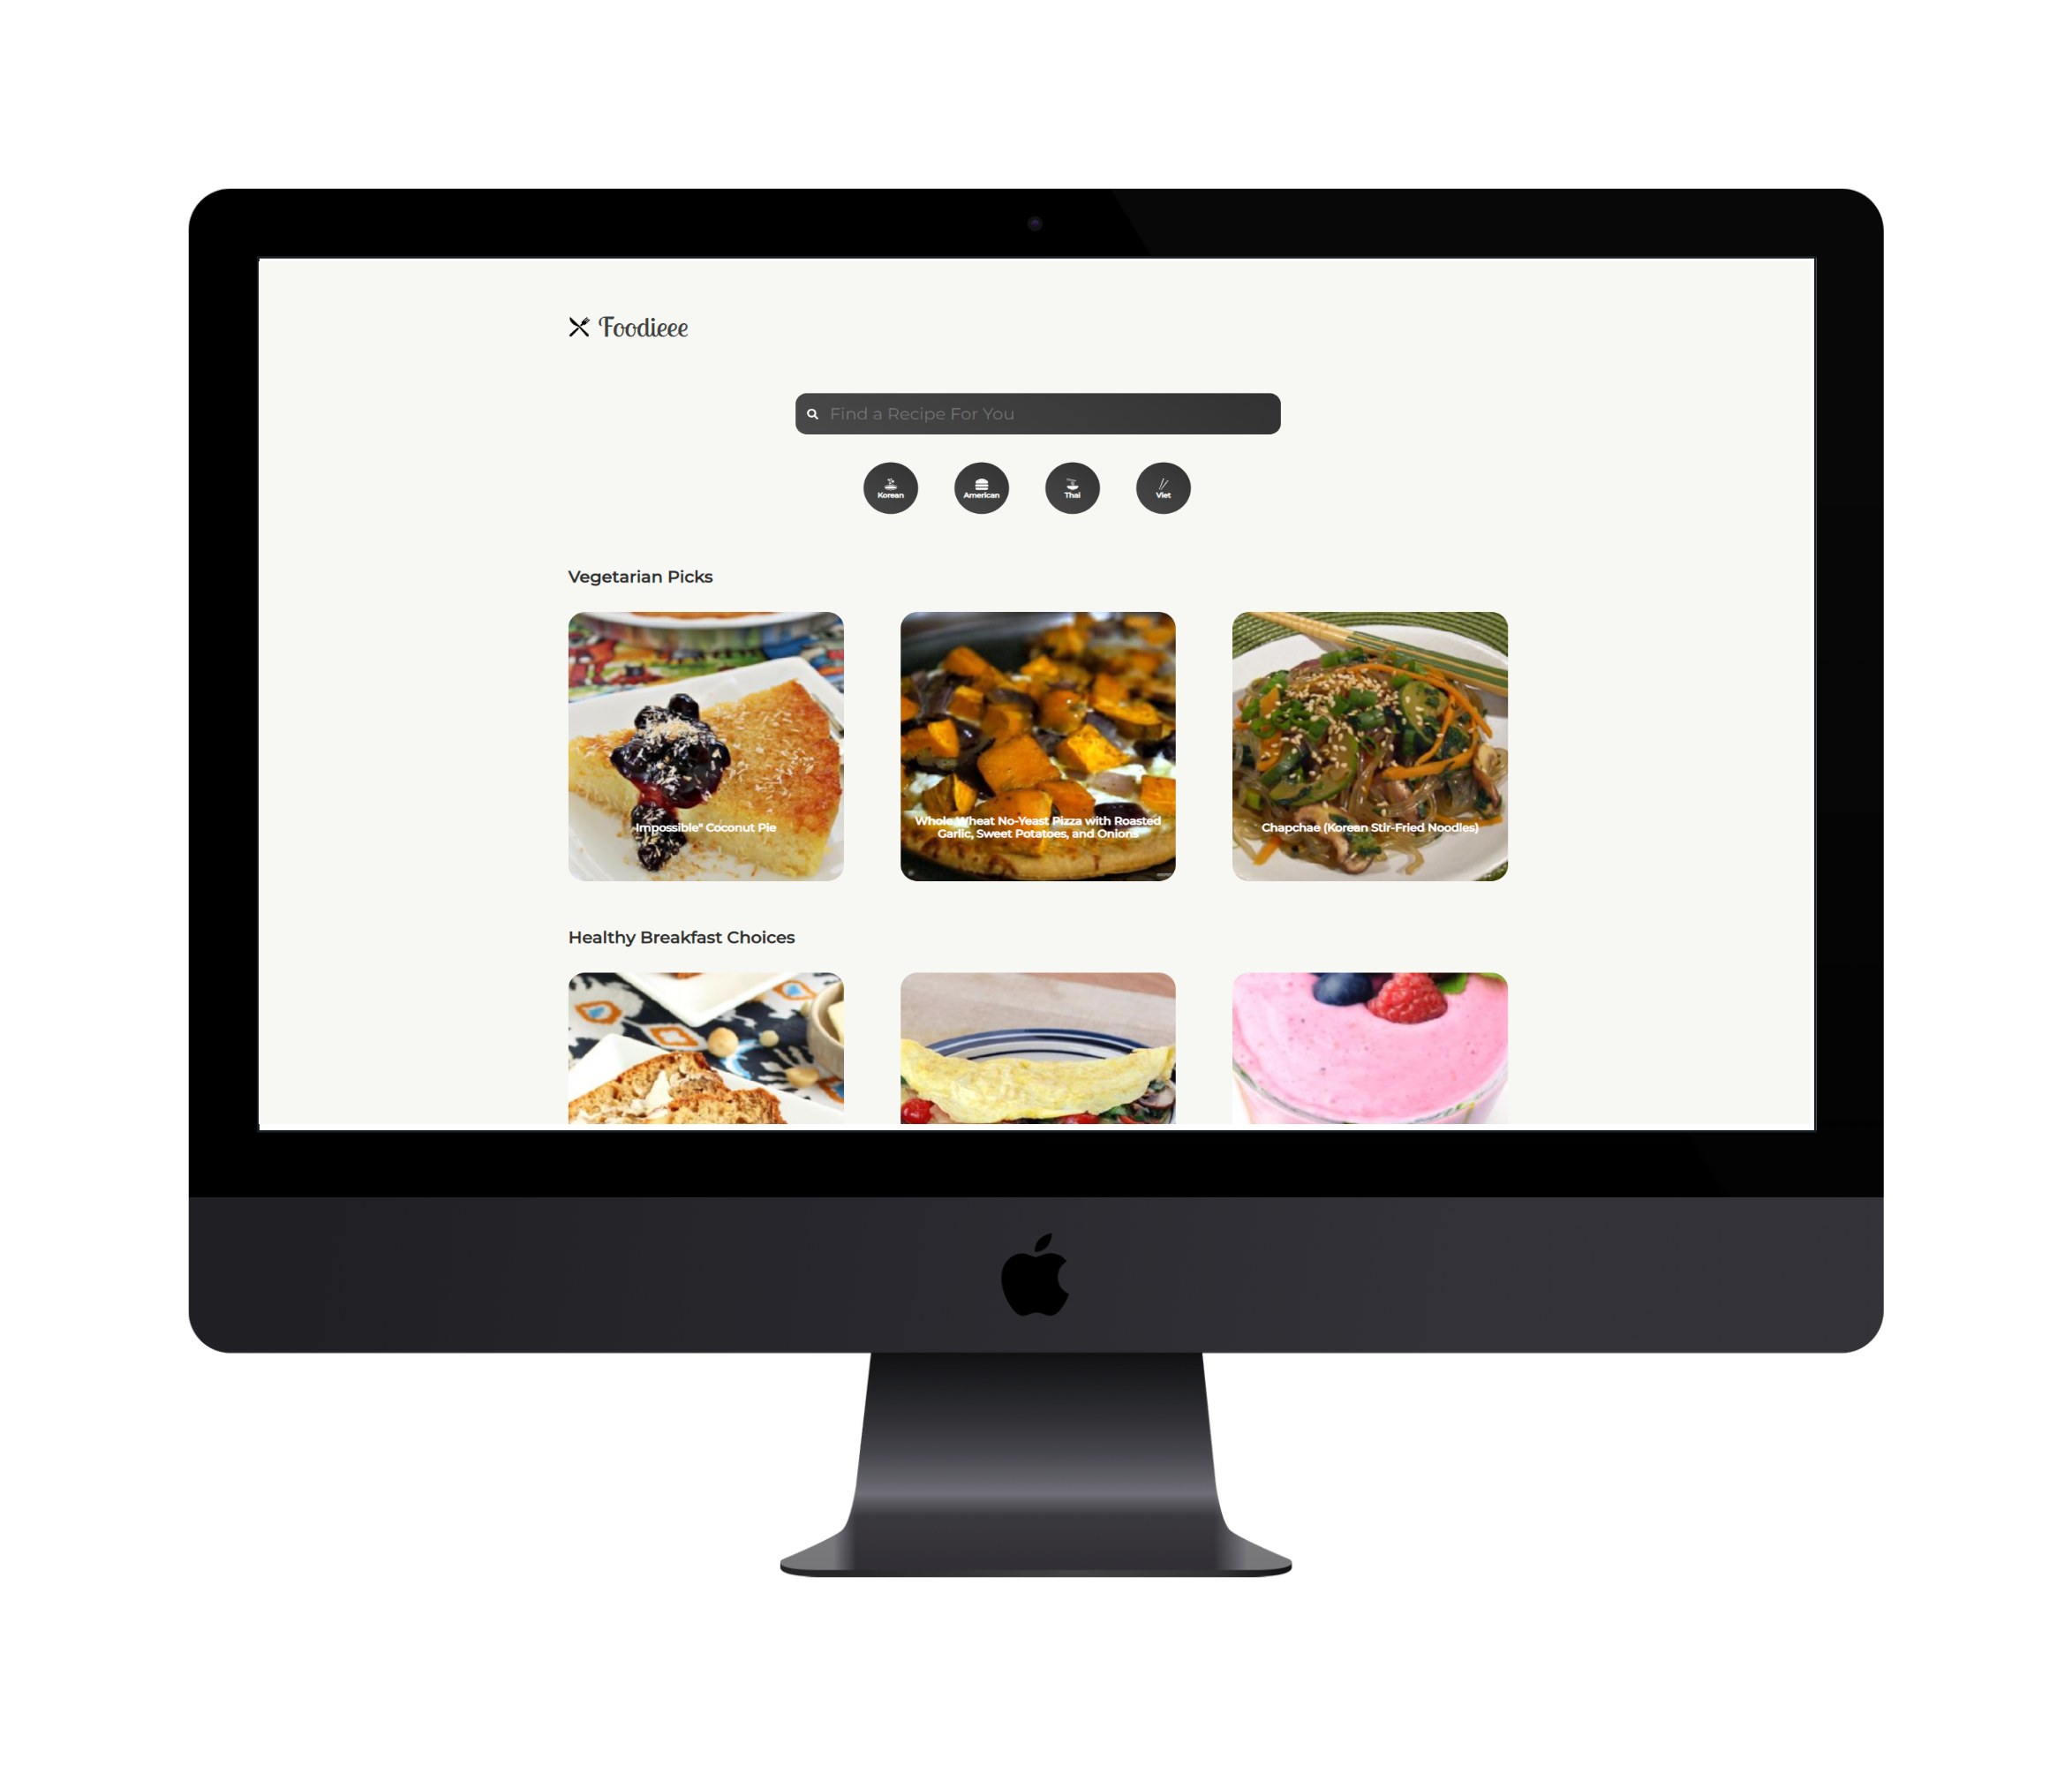 Foodieee
Find a Recipe For You
Korean
American
Thai
Viet
Vegetarian Picks
Impossible" Coconut Pie
Whole Wheat No-Yeast Pizza with Roasted
Garlic, Sweet Potatoes, and Onions
Chapchae (Korean Stir-Fried Noodles)
Healthy Breakfast Choices